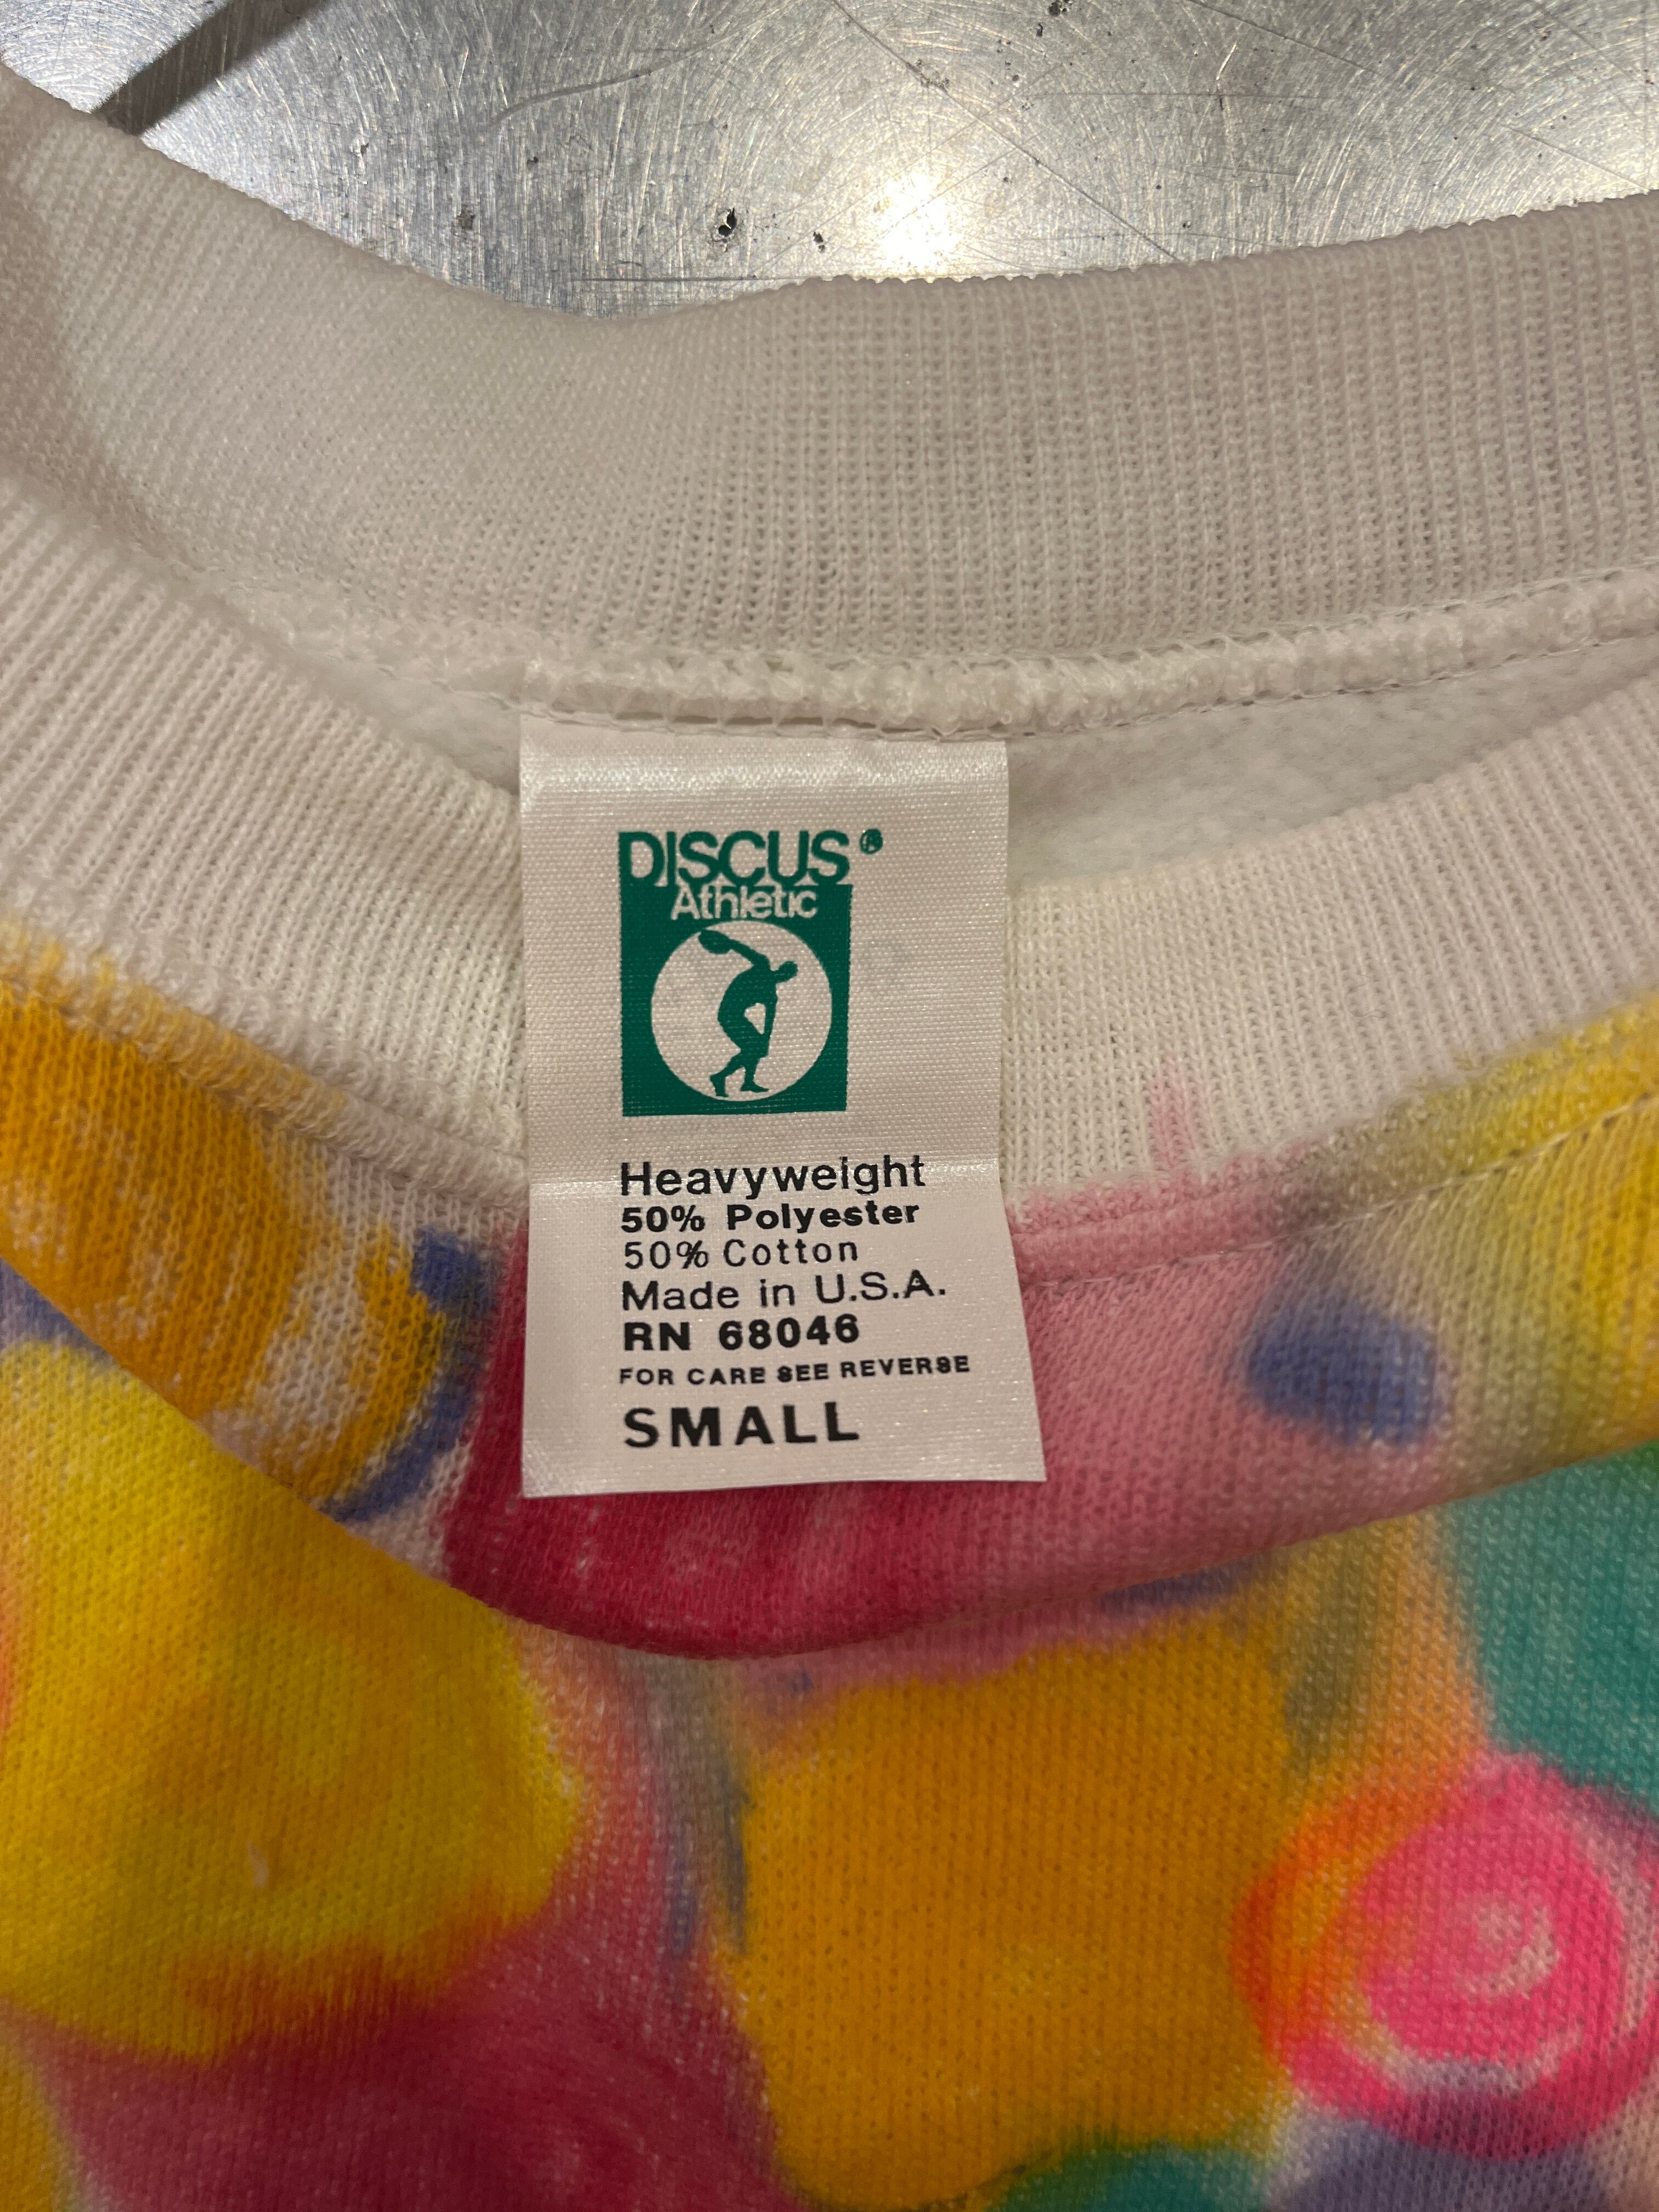 DISCUS®
Athletic
Heavyweight
50% Polyester
50% Cotton
Made in U.S.A.
RN 68046
FOR CARE SEE REVERSE
SMALL